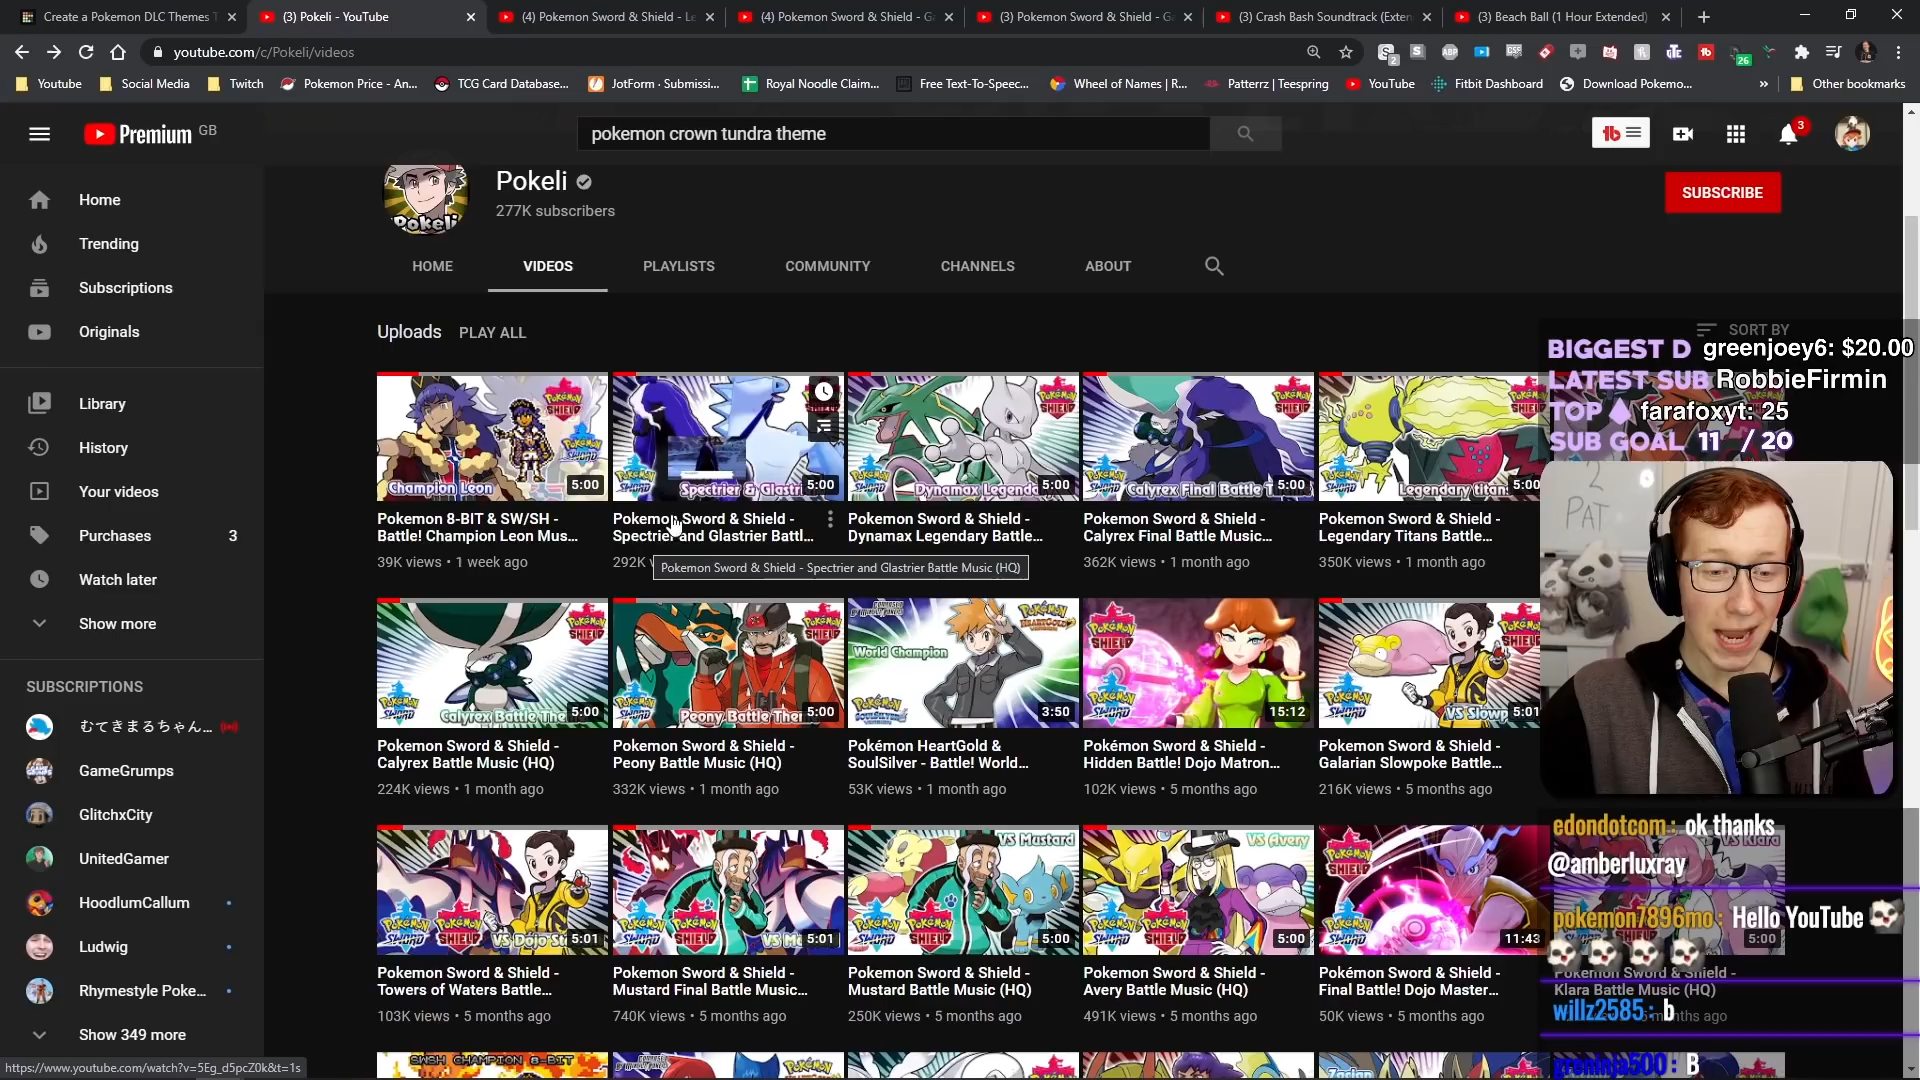 Create a Pokemon DLC Themes T
(3) Pokeli - YouTube
(4) Pokemon Sword & Shield - Le
(4) Pokemon Sword & Shield - Ga
(3) Pokemon Sword & Shield - Ga
(3) Crash Bash Soundtrack (Exten
(3) Beach Ball (1 Hour Extended)
youtube.com/c/Pokeli/videos
Youtube
Social Media
Twitch
Pokemon Price - An...
TCG Card Database...
JotForm · Submissi...
Royal Noodle Claim...
Free Text-To-Speec...
Wheel of Names | R...
Patterrz | Teespring
YouTube
Fitbit Dashboard
Download Pokemo...
Other bookmarks
Premium GB
pokemon crown tundra theme
3
Home
Trending
Subscriptions
Originals
Library
History
Your videos
Purchases 3
Watch later
Show more
SUBSCRIPTIONS
むてきまるちゃん...
GameGrumps
GlitchxCity
UnitedGamer
HoodlumCallum
Ludwig
Rhymestyle Poke...
Show 349 more
https://www.youtube.com/watch?v=5Eg_d5pcZ0k&t=1s
Pokeli
Pokeli
277K subscribers
SUBSCRIBE
HOME VIDEOS PLAYLISTS COMMUNITY CHANNELS ABOUT
Uploads PLAY ALL
SORT BY
Champion Leon
5:00
Pokemon 8-BIT & SW/SH -
Battle! Champion Leon Mus...
39K views • 1 week ago
Spectrier & Glastri
5:00
Pokemon Sword & Shield -
Spectrier and Glastrier Battl...
292K
Pokemon Sword & Shield - Spectrier and Glastrier Battle Music (HQ)
Dynamax Legenda
5:00
Pokemon Sword & Shield -
Dynamax Legendary Battle...
Calyrex Final Battle T
5:00
Pokemon Sword & Shield -
Calyrex Final Battle Music...
362K views • 1 month ago
Legendary titans
5:00
Pokemon Sword & Shield -
Legendary Titans Battle...
350K views • 1 month ago
Calyrex Battle The
5:00
Pokemon Sword & Shield -
Calyrex Battle Music (HQ)
224K views • 1 month ago
Peony Battle Ther
5:00
Pokemon Sword & Shield -
Peony Battle Music (HQ)
332K views • 1 month ago
World Champion
3:50
Pokémon HeartGold &
SoulSilver - Battle! World...
53K views • 1 month ago
15:12
Pokémon Sword & Shield -
Hidden Battle! Dojo Matron...
102K views • 5 months ago
VS Slowp
5:01
Pokemon Sword & Shield -
Galarian Slowpoke Battle...
216K views • 5 months ago
VS Dojo St
5:01
Pokemon Sword & Shield -
Towers of Waters Battle...
103K views • 5 months ago
VS Mu
5:01
Pokemon Sword & Shield -
Mustard Final Battle Music...
740K views • 5 months ago
VS Mustard
5:00
Pokemon Sword & Shield -
Mustard Battle Music (HQ)
250K views • 5 months ago
VS Avery
5:00
Pokemon Sword & Shield -
Avery Battle Music (HQ)
491K views • 5 months ago
11:43
Pokémon Sword & Shield -
Final Battle! Dojo Master...
50K views • 5 months ago
VS Klara
5:00
Pokemon Sword & Shield -
Klara Battle Music (HQ)
SWSH CHAMPION 8-BIT
BIGGEST D greenjoey6: $20.00
LATEST SUB RobbieFirmin
TOP farafoxyt: 25
SUB GOAL 11 / 20
2
PAT
edondotcom: ok thanks
@amberluxray
pokemon7896mo: Hello YouTube
willz2585: b
greninja500: B